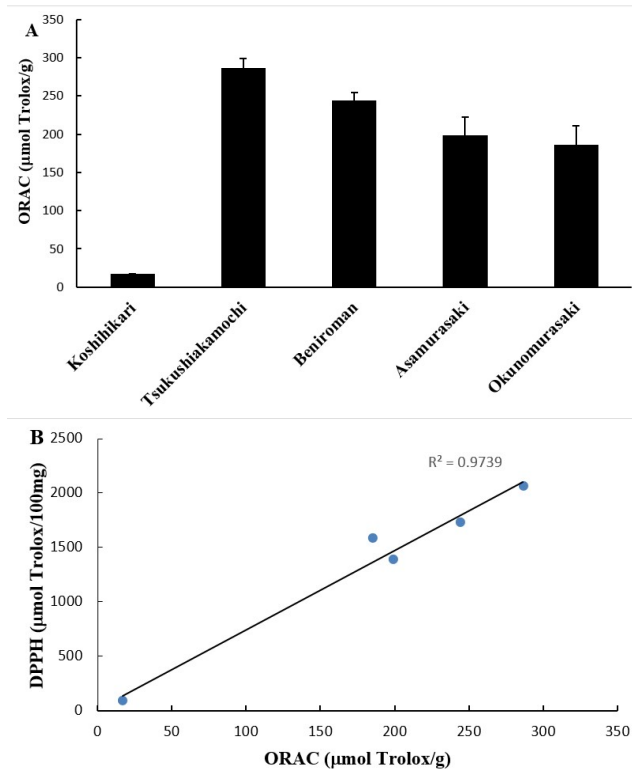 A
ORAC (µmol Trolox/g)
350
300
250
200
150
100
50
0
Koshihikari
Tsukushiakamochi
Beniroman
Asamurasaki
Okunomurasaki
B
DPPH (µmol Trolox/100mg)
2500
2000
1500
1000
500
0
R² = 0.9739
0 50 100 150 200 250 300 350
ORAC (µmol Trolox/g)